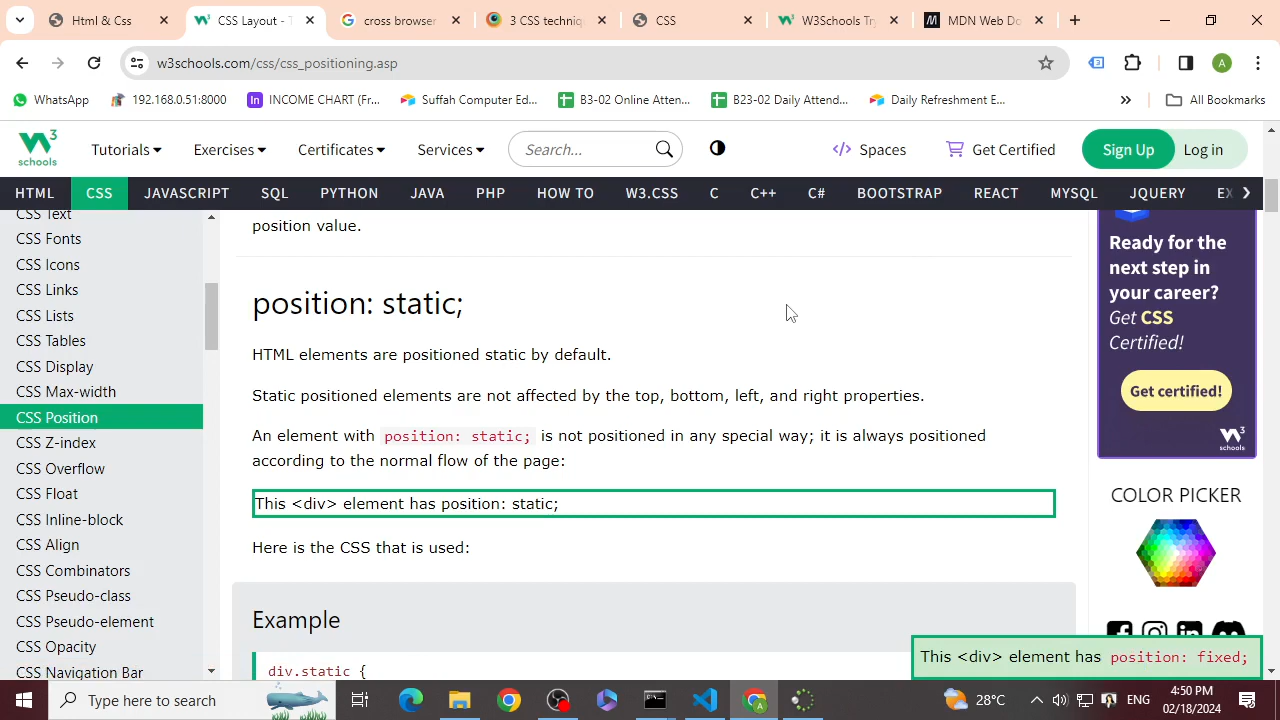 Html & Css
CSS Layout - T
cross browser
3 CSS techniq
CSS
W3Schools Try
MDN Web Do
w3schools.com/css/css_positioning.asp
A
WhatsApp
192.168.0.51:8000
INCOME CHART (Fr...
Suffah Computer Ed...
B3-02 Online Atten...
B23-02 Daily Attend...
Daily Refreshment E...
All Bookmarks
W3 schools
Tutorials
Exercises
Certificates
Services
Search...
Spaces
Get Certified
Sign Up
Log in
HTML CSS JAVASCRIPT SQL PYTHON JAVA PHP HOW TO W3.CSS C C++ C# BOOTSTRAP REACT MYSQL JQUERY EX
CSS Text
CSS Fonts
CSS Icons
CSS Links
CSS Lists
CSS Tables
CSS Display
CSS Max-width
CSS Position
CSS Z-index
CSS Overflow
CSS Float
CSS Inline-block
CSS Align
CSS Combinators
CSS Pseudo-class
CSS Pseudo-element
CSS Opacity
CSS Navigation Bar
position value.
position: static;
HTML elements are positioned static by default.
Static positioned elements are not affected by the top, bottom, left, and right properties.
An element with position: static; is not positioned in any special way; it is always positioned
according to the normal flow of the page:
This <div> element has position: static;
Here is the CSS that is used:
Example
div.static {
Ready for the
next step in
your career?
Get CSS
Certified!
Get certified!
W3 schools
COLOR PICKER
This <div> element has position: fixed;
Type here to search
28°C
ENG
4:50 PM
02/18/2024